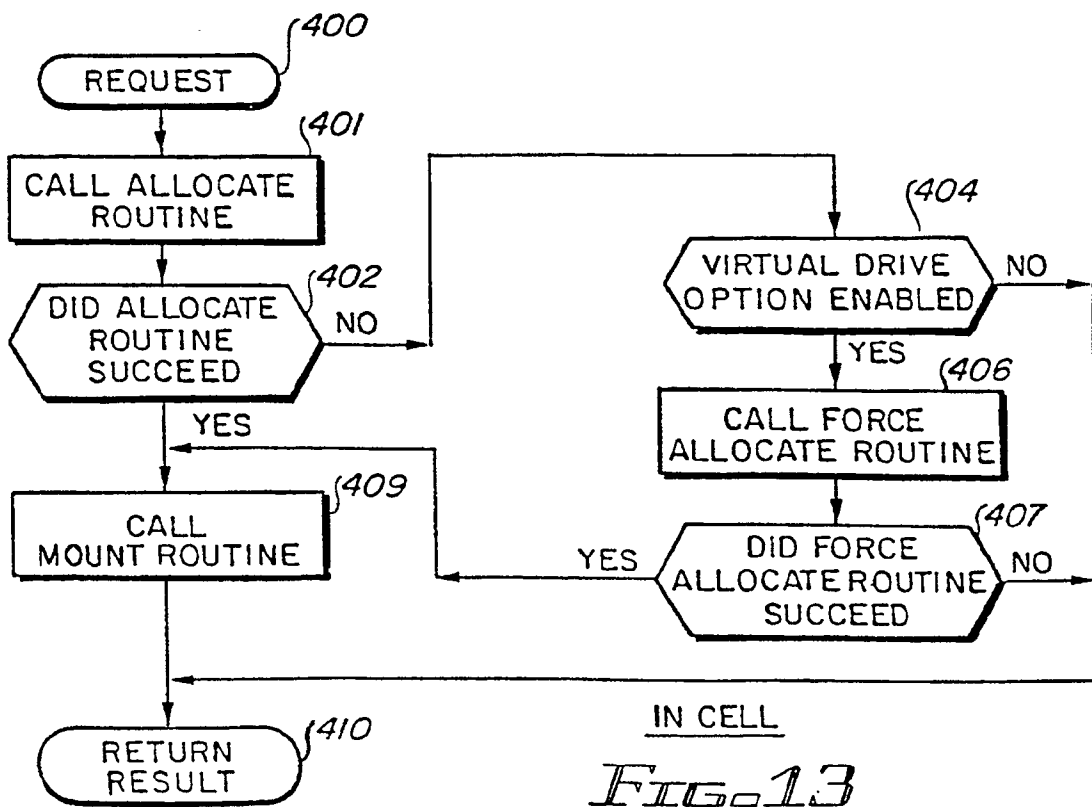 400
REQUEST
401
CALL ALLOCATE
ROUTINE
402
DID ALLOCATE
ROUTINE
SUCCEED
NO
YES
404
VIRTUAL DRIVE
OPTION ENABLED
NO
YES
406
CALL FORCE
ALLOCATE ROUTINE
407
DID FORCE
ALLOCATE ROUTINE
SUCCEED
YES
NO
409
CALL
MOUNT ROUTINE
410
RETURN
RESULT
IN CELL
FIG. 13